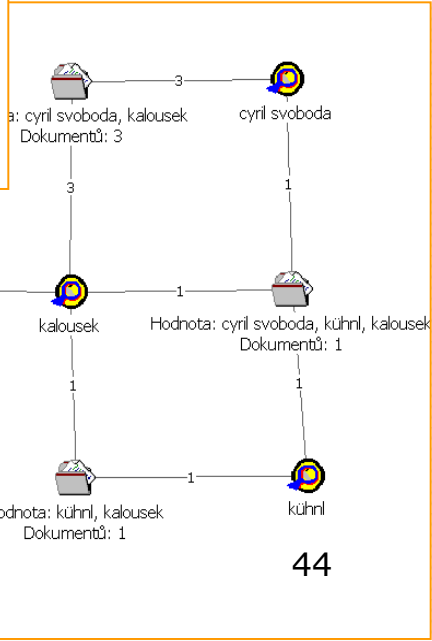 3
a: cyril svoboda, kalousek
Dokumentů: 3
cyril svoboda
3
1
1
kalousek
Hodnota: cyril svoboda, kühnl, kalousek
Dokumentů: 1
1
1
1
odnota: kühnl, kalousek
Dokumentů: 1
kühnl
44